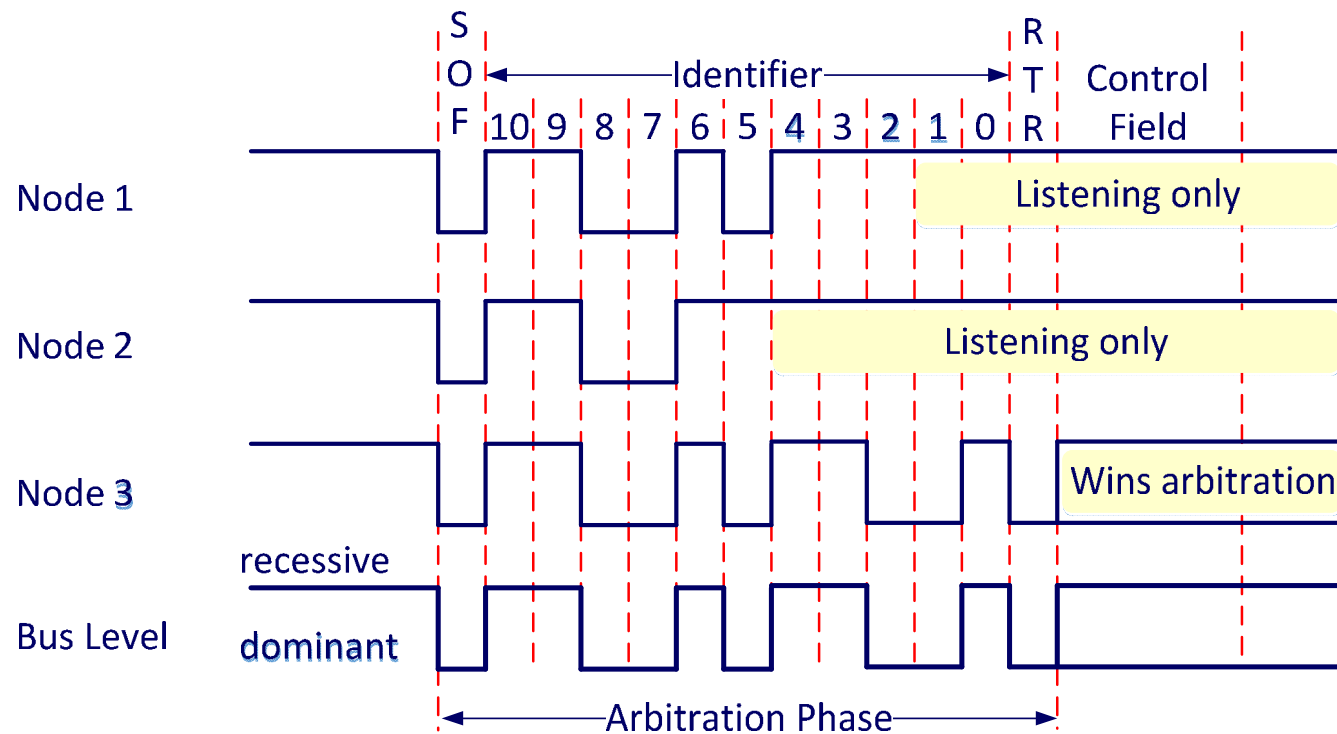 S
O
F
Identifier
R
T
R
Control
Field
10 9 8 7 6 5 4 3 2 1 0
Node 1
Listening only
Node 2
Listening only
Node 3
Wins arbitration
recessive
Bus Level
dominant
Arbitration Phase